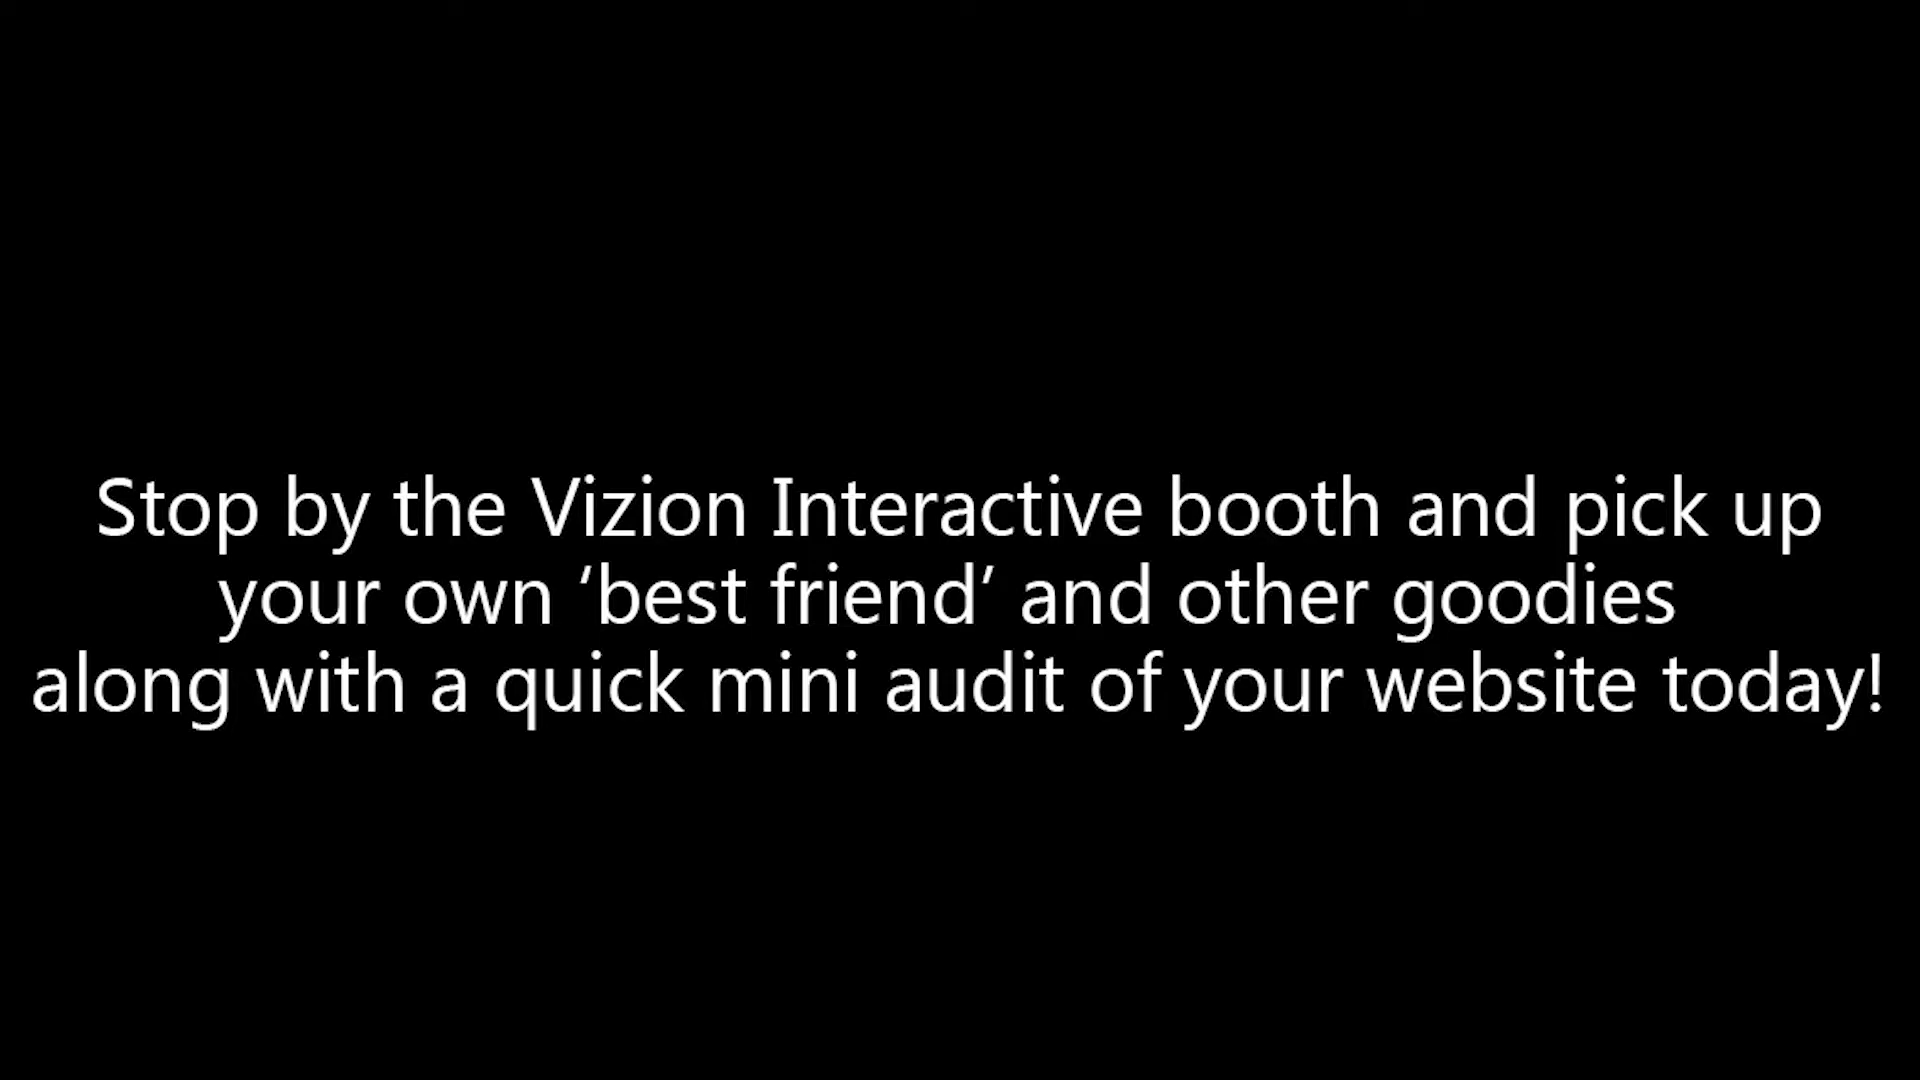 Stop by the Vizion Interactive booth and pick up
your own ‘best friend’ and other goodies
along with a quick mini audit of your website today!